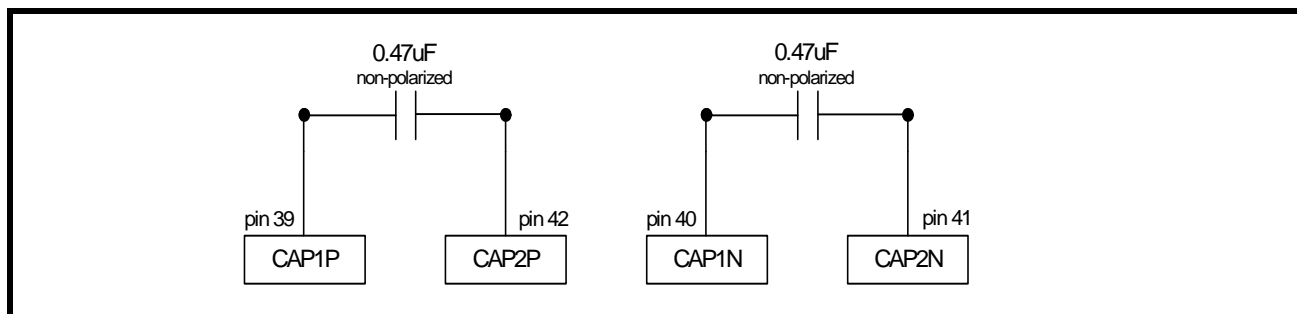 0.47uF
non-polarized
pin 39
pin 42
CAP1P
CAP2P
0.47uF
non-polarized
pin 40
pin 41
CAP1N
CAP2N